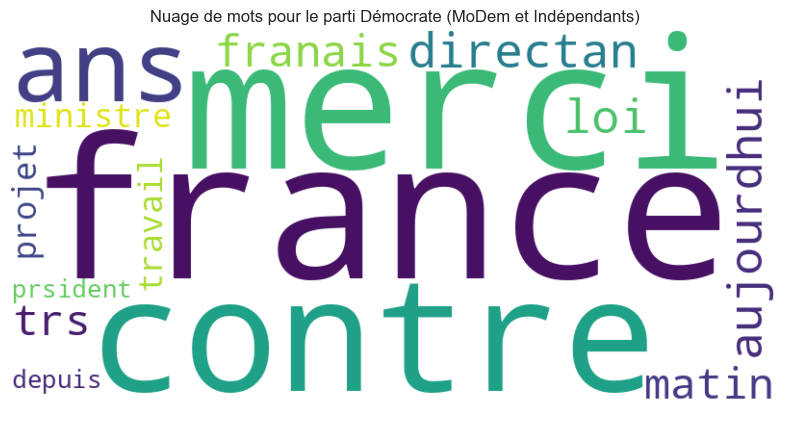 Nuage de mots pour le parti Démocrate (MoDem et Indépendants)
ans
franais
directan
merci
ministre
loi
aujourdhui
projet
travail
france
prsident
trs
contre
depuis
matin